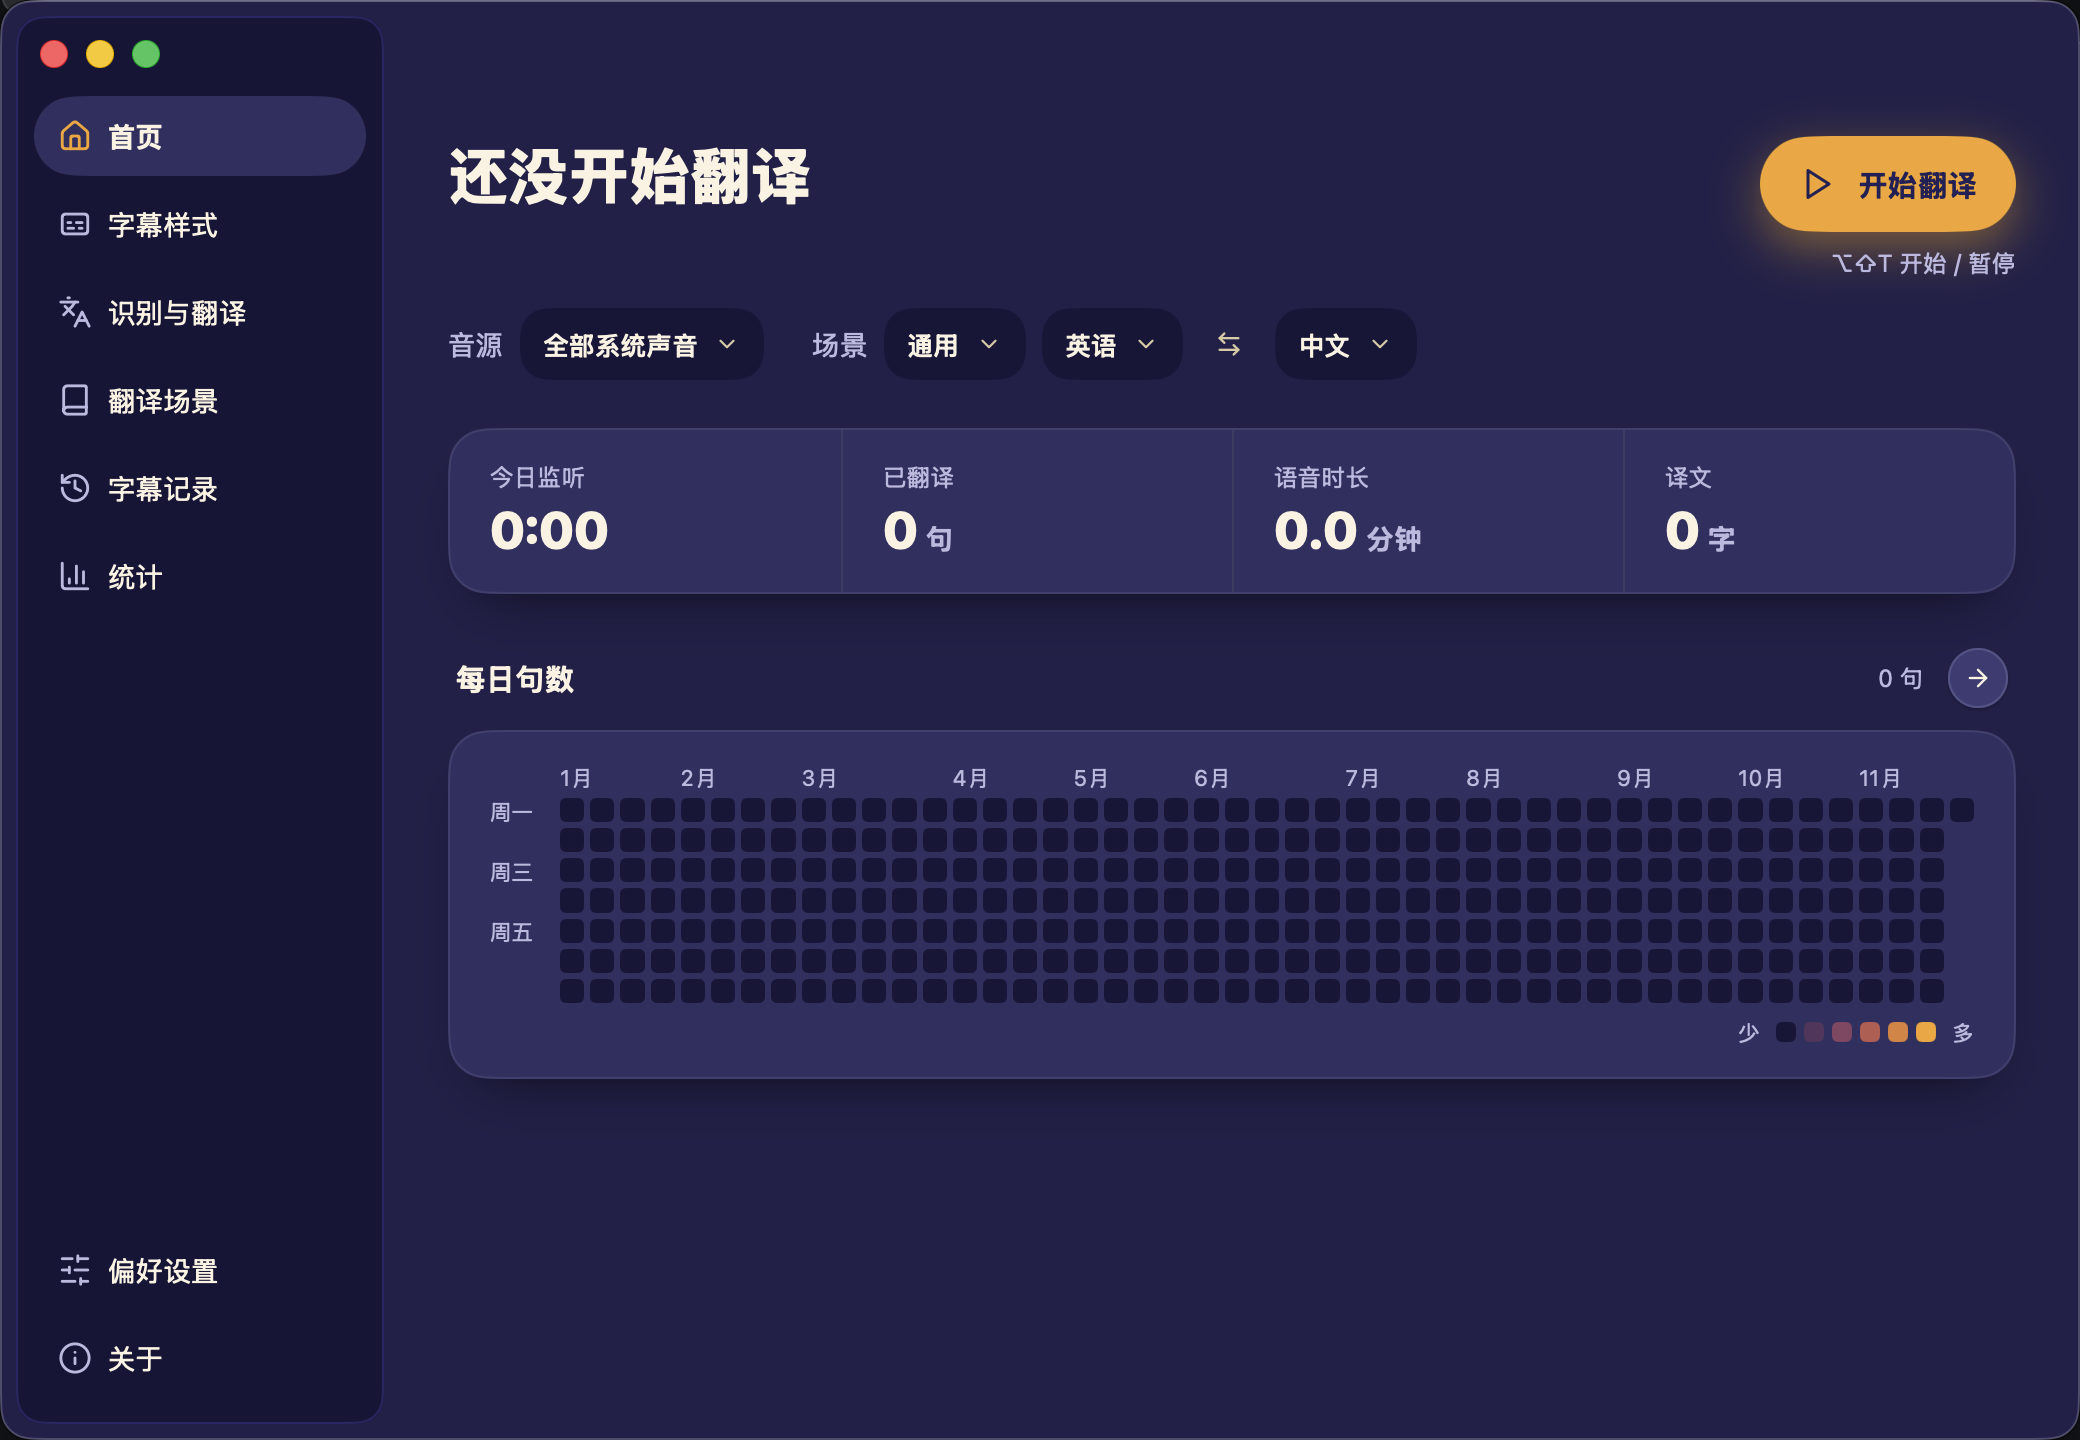 首页
字幕样式
识别与翻译
翻译场景
字幕记录
统计
偏好设置
关于
还没开始翻译
开始翻译
⌥⇧T 开始 / 暂停
音源 全部系统声音 场景 通用 英语 中文
今日监听 已翻译 语音时长 译文
0:00 0 句 0.0 分钟 0 字
每日句数 0 句
1月 2月 3月 4月 5月 6月 7月 8月 9月 10月 11月
周一
周三
周五
少 多